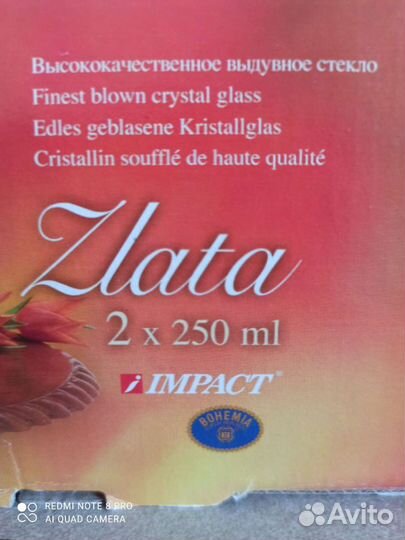 Высококачественное выдувное стекло
Finest blown crystal glass
Edles geblasene Kristallglas
Cristallin soufflé de haute qualité
Zlata
2 x 250 ml
i IMPACT®
BOHEMIA
REDMI NOTE 8 PRO
AI QUAD CAMERA
Avito